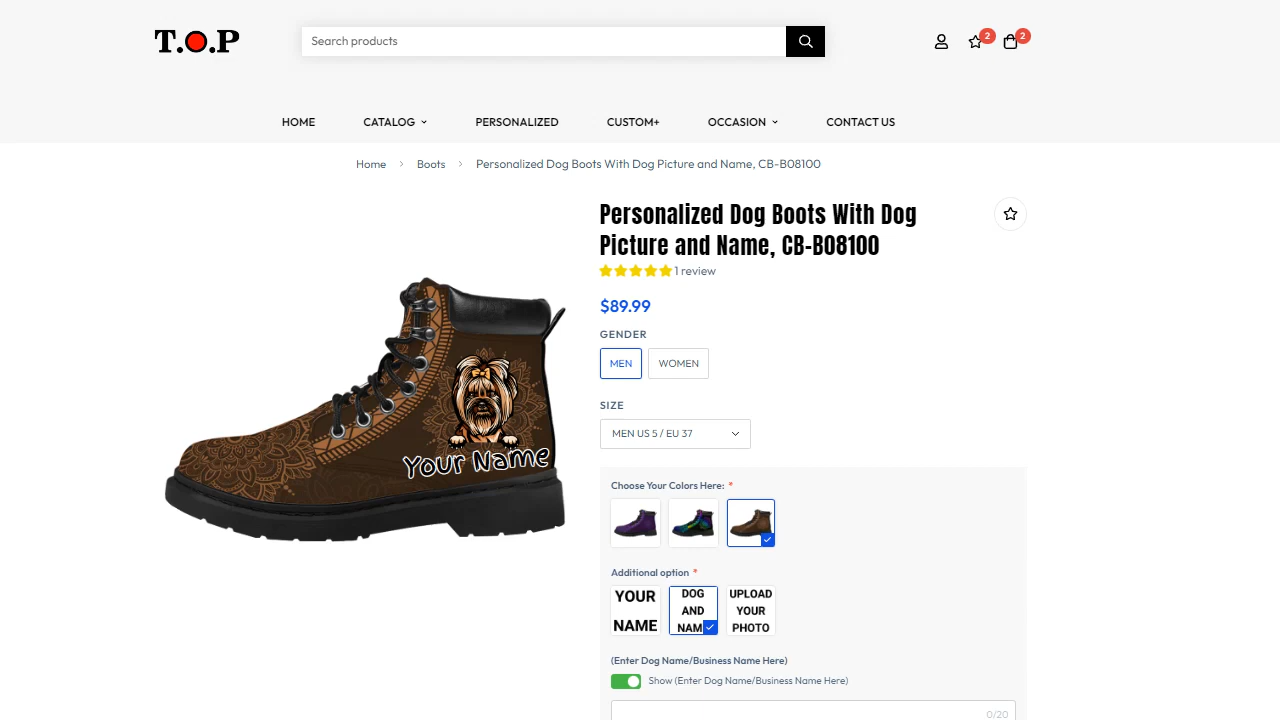 T.O.P
Search products
2
2
HOME
CATALOG
PERSONALIZED
CUSTOM+
OCCASION
CONTACT US
Home
Boots
Personalized Dog Boots With Dog Picture and Name, CB-B08100
Personalized Dog Boots With Dog
Picture and Name, CB-B08100
1 review
$89.99
GENDER
MEN
WOMEN
SIZE
MEN US 5 / EU 37
Your Name
Choose Your Colors Here: *
Additional option *
YOUR
NAME
DOG
AND
NAM
UPLOAD
YOUR
PHOTO
(Enter Dog Name/Business Name Here)
Show (Enter Dog Name/Business Name Here)
0/20